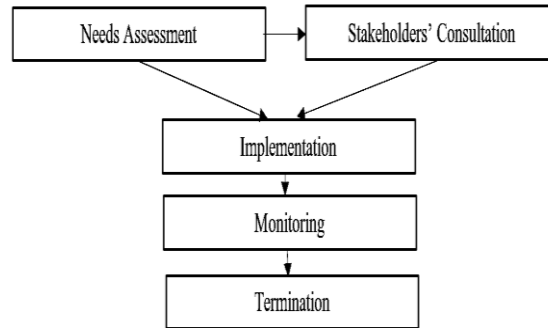 Needs Assessment
Stakeholders’ Consultation
Implementation
Monitoring
Termination